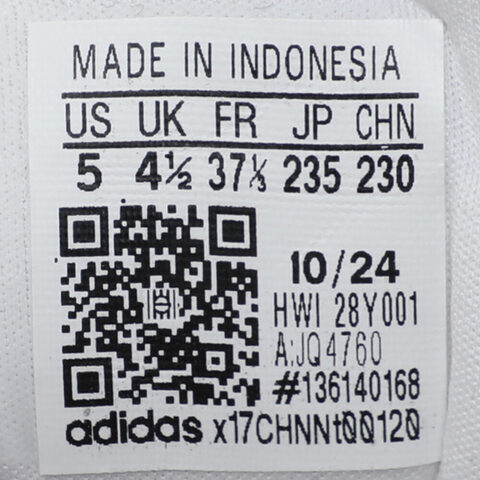 MADE IN INDONESIA
US UK FR JP CHN
5 4½ 37⅓ 235 230
10/24
HWI 28Y001
A:JQ4760
#136140168
adidas x17CHNNt00120